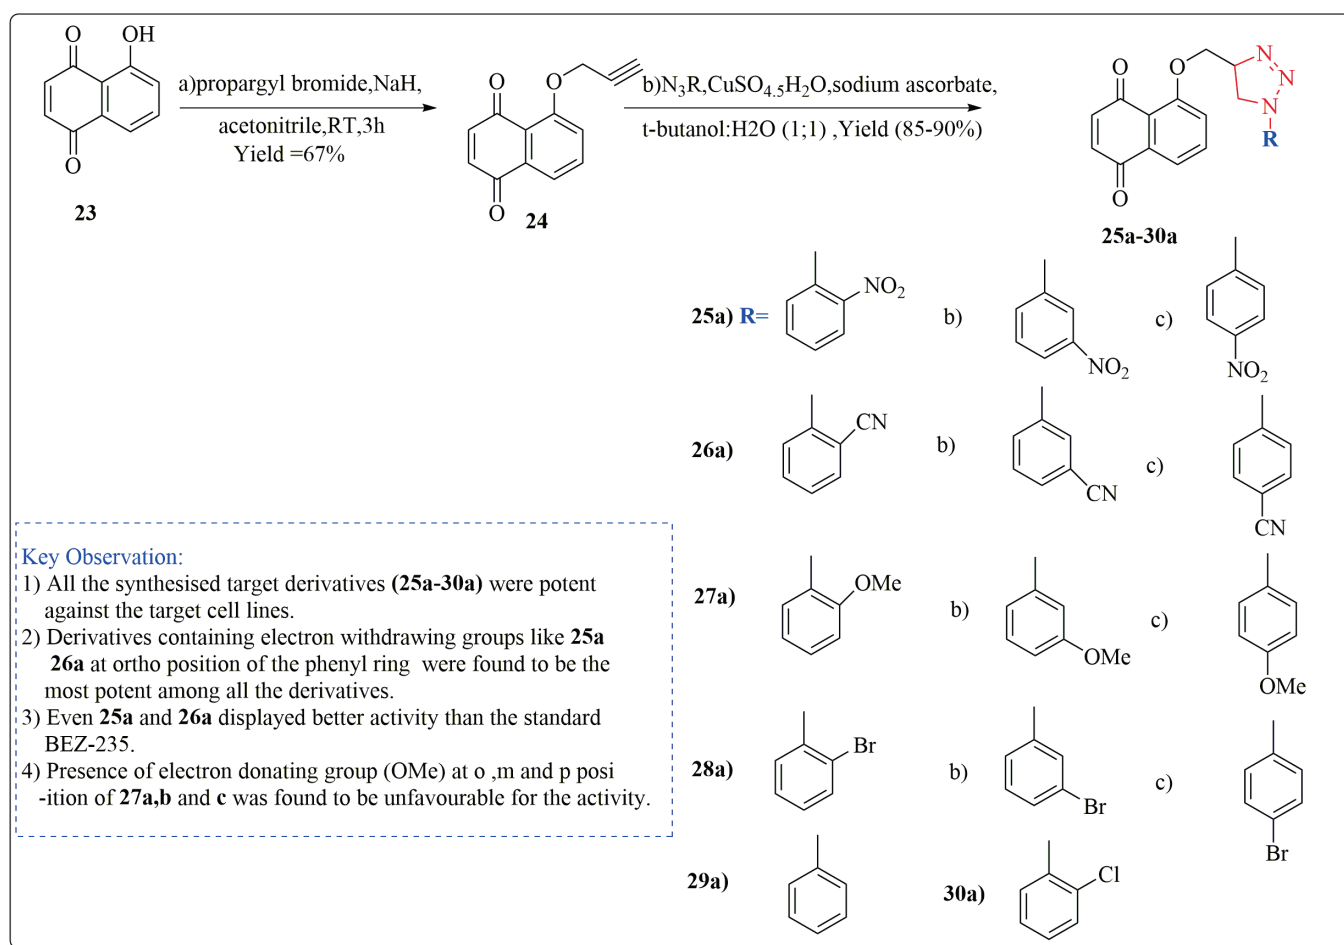 O
OH
O
23
a)propargyl bromide,NaH,
acetonitrile,RT,3h
Yield =67%
O
O
O
24
b)N3R,CuSO4.5H2O,sodium ascorbate,
t-butanol:H2O (1;1) ,Yield (85-90%)
O
O
O
N
N
N
R
25a-30a
25a) R=
NO2
b)
NO2
c)
NO2
26a)
CN
b)
CN
c)
CN
27a)
OMe
b)
OMe
c)
OMe
28a)
Br
b)
Br
c)
Br
29a)
30a)
Cl
Key Observation:
1) All the synthesised target derivatives (25a-30a) were potent
against the target cell lines.
2) Derivatives containing electron withdrawing groups like 25a
26a at ortho position of the phenyl ring were found to be the
most potent among all the derivatives.
3) Even 25a and 26a displayed better activity than the standard
BEZ-235.
4) Presence of electron donating group (OMe) at o ,m and p posi
-ition of 27a,b and c was found to be unfavourable for the activity.